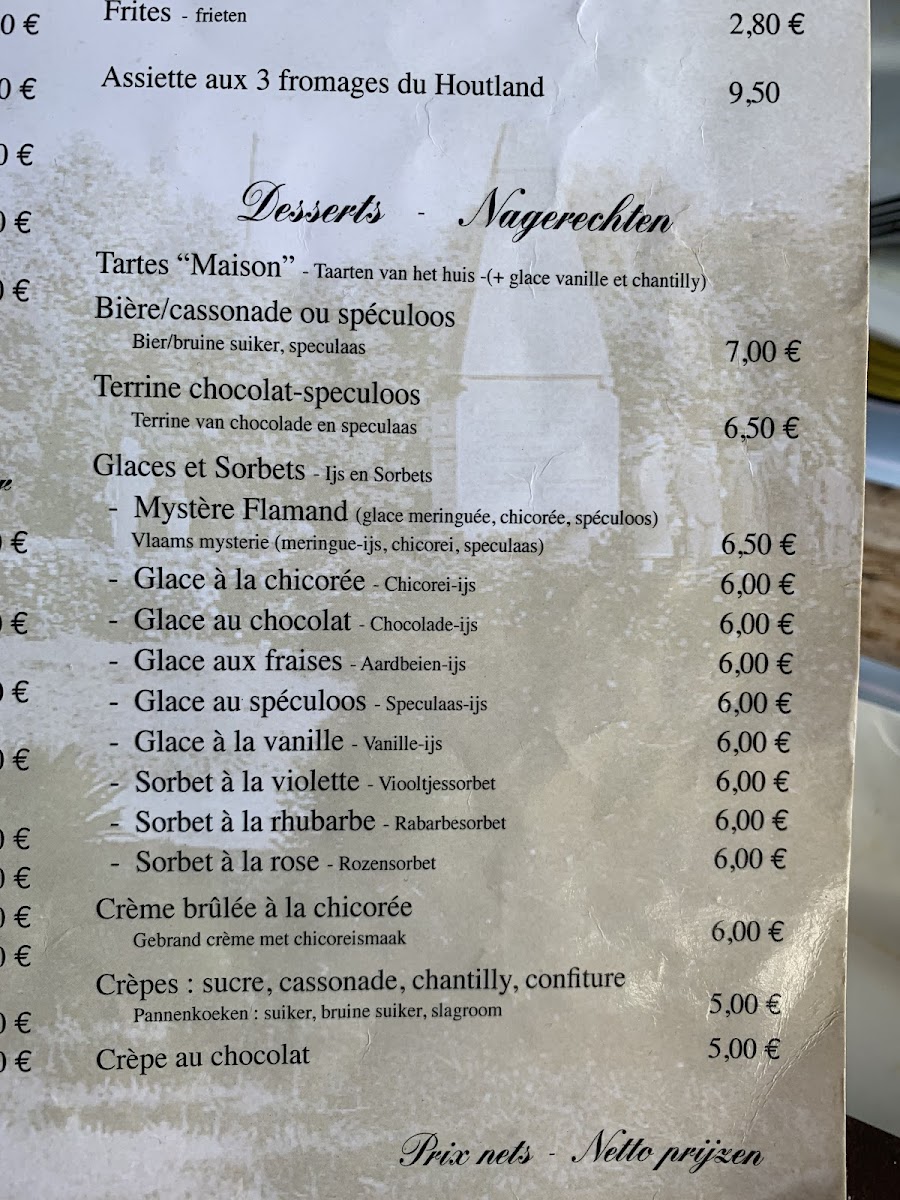 Frites - frieten 2,80 €
Assiette aux 3 fromages du Houtland 9,50
Desserts - Nagerechten
Tartes “Maison” - Taarten van het huis -(+ glace vanille et chantilly)
Bière/cassonade ou spéculoos
Bier/bruine suiker, speculaas 7,00 €
Terrine chocolat-speculoos
Terrine van chocolade en speculaas 6,50 €
Glaces et Sorbets - Ijs en Sorbets
- Mystère Flamand (glace meringuée, chicorée, spéculoos)
Vlaams mysterie (meringue-ijs, chicorei, speculaas) 6,50 €
- Glace à la chicorée - Chicorei-ijs 6,00 €
- Glace au chocolat - Chocolade-ijs 6,00 €
- Glace aux fraises - Aardbeien-ijs 6,00 €
- Glace au spéculoos - Speculaas-ijs 6,00 €
- Glace à la vanille - Vanille-ijs 6,00 €
- Sorbet à la violette - Viooltjessorbet 6,00 €
- Sorbet à la rhubarbe - Rabarbesorbet 6,00 €
- Sorbet à la rose - Rozensorbet 6,00 €
Crème brûlée à la chicorée
Gebrand crème met chicoreismaak 6,00 €
Crèpes : sucre, cassonade, chantilly, confiture
Pannenkoeken : suiker, bruine suiker, slagroom 5,00 €
Crèpe au chocolat 5,00 €
Prix nets - Netto prijzen